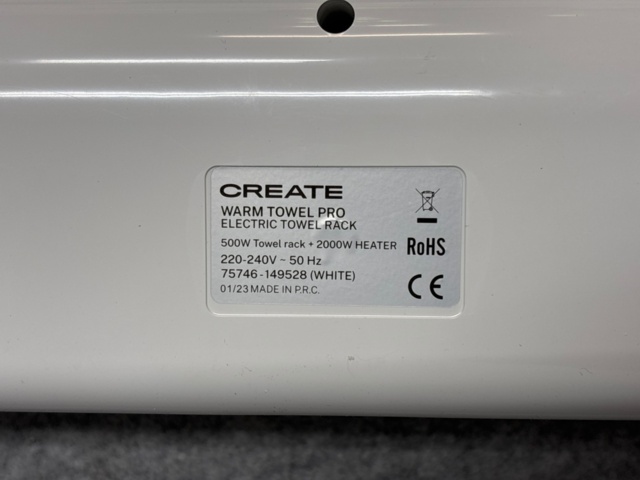 CREATE
WARM TOWEL PRO
ELECTRIC TOWEL RACK
500W Towel rack + 2000W HEATER
220-240V ~ 50 Hz
75746-149528 (WHITE)
01/23 MADE IN P.R.C.
RoHS
CE